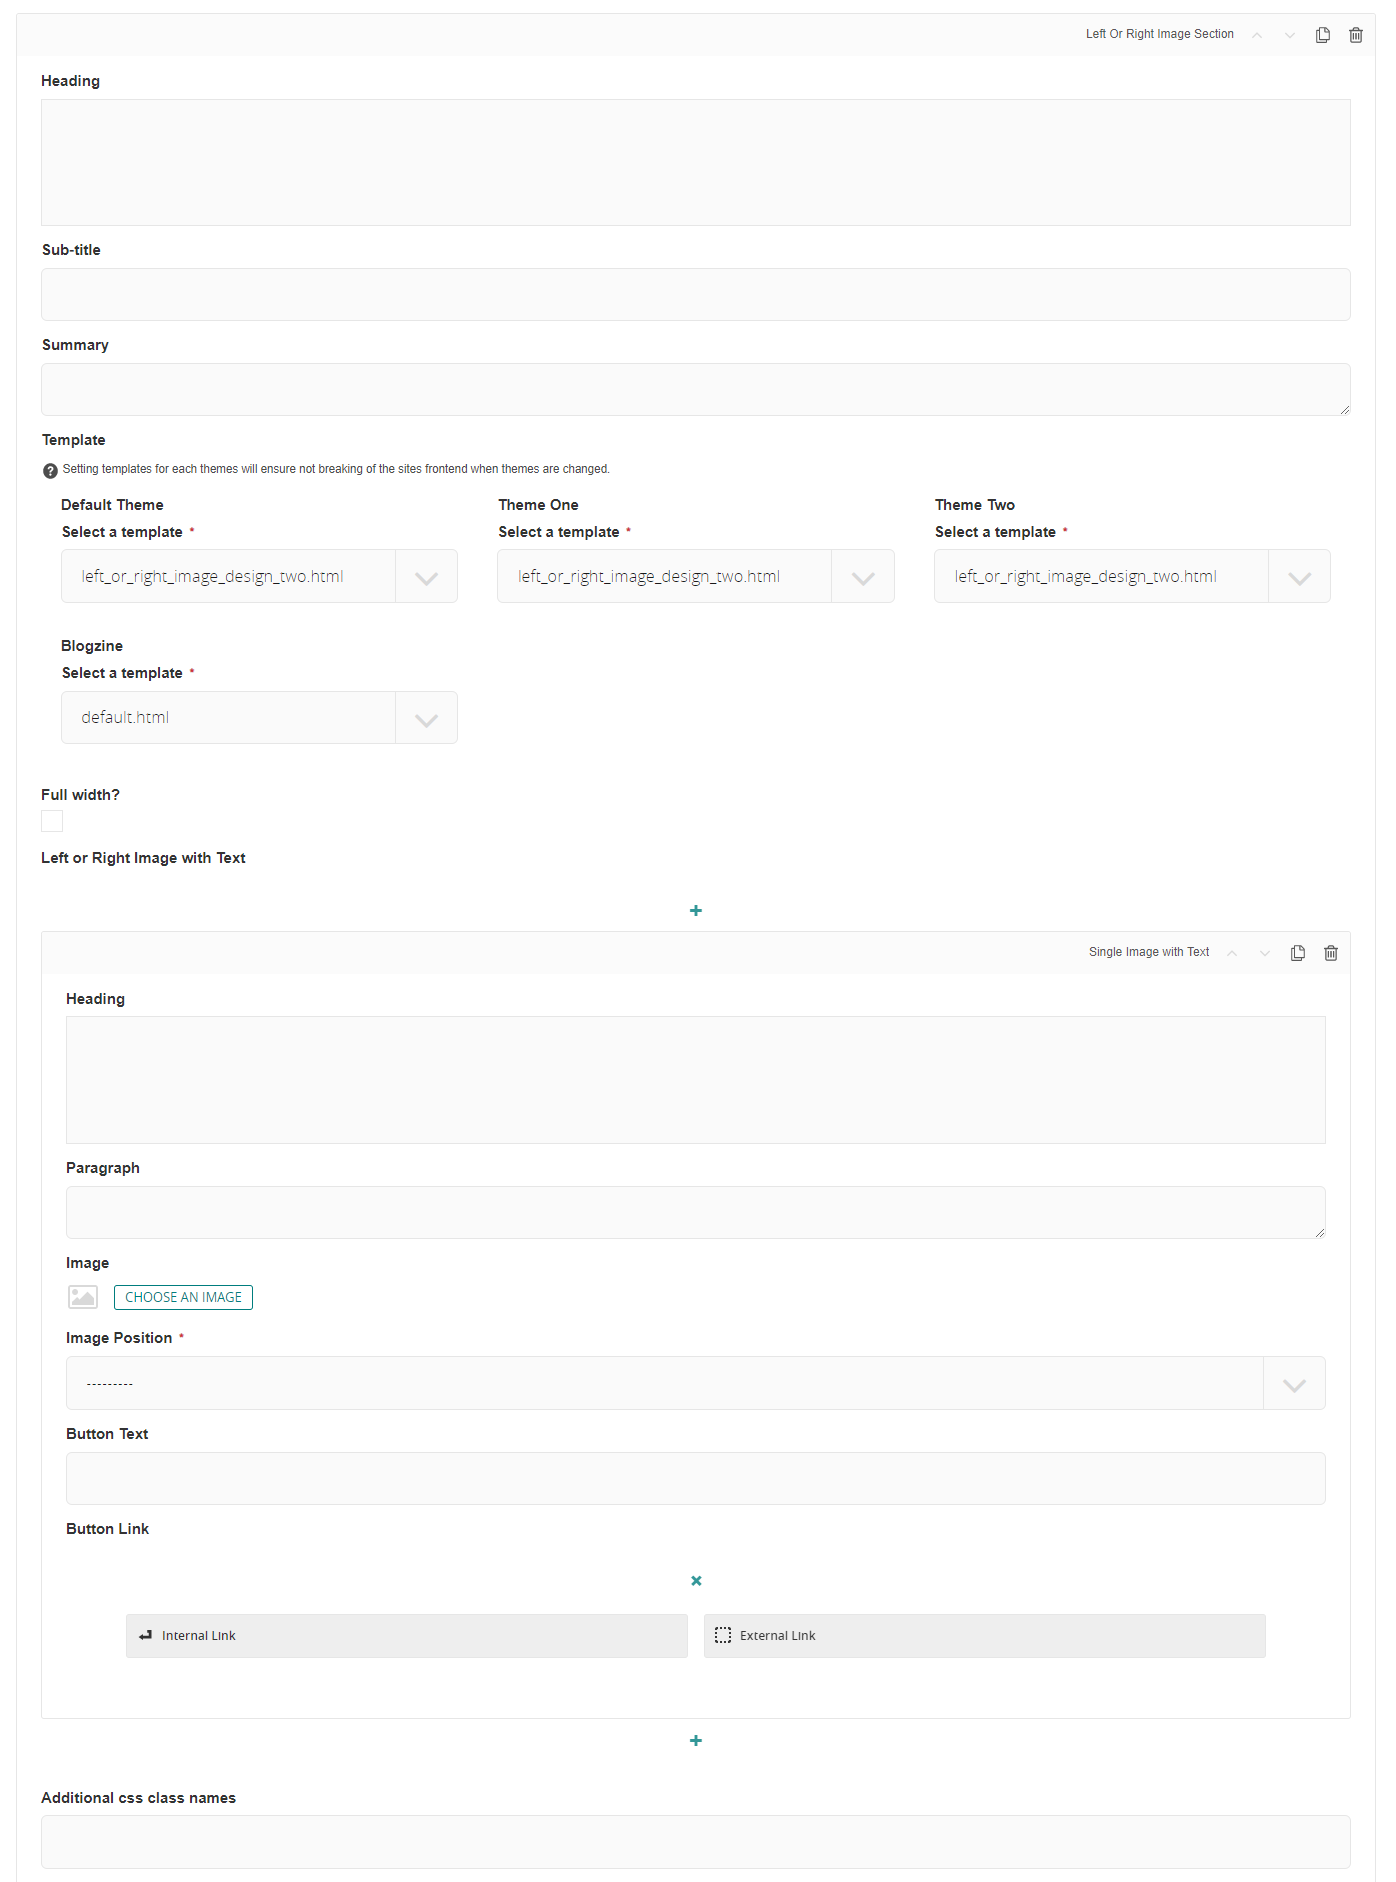 Left Or Right Image Section
Heading
Sub-title
Summary
Template
Setting templates for each themes will ensure not breaking of the sites frontend when themes are changed.
Default Theme
Select a template *
left_or_right_image_design_two.html
Theme One
Select a template *
left_or_right_image_design_two.html
Theme Two
Select a template *
left_or_right_image_design_two.html
Blogzine
Select a template *
default.html
Full width?
Left or Right Image with Text
Single Image with Text
Heading
Paragraph
Image
CHOOSE AN IMAGE
Image Position *
---------
Button Text
Button Link
Internal Link
External Link
Additional css class names